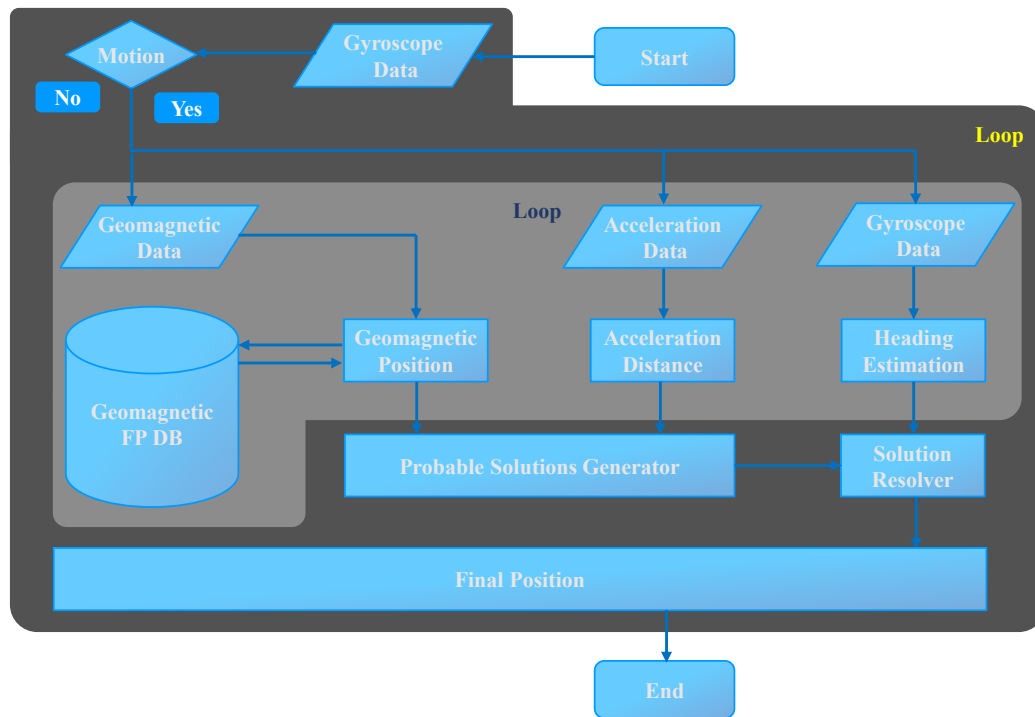 Motion
Gyroscope
Data
Start
No
Yes
Loop
Loop
Geomagnetic
Data
Acceleration
Data
Gyroscope
Data
Geomagnetic
FP DB
Geomagnetic
Position
Acceleration
Distance
Heading
Estimation
Probable Solutions Generator
Solution
Resolver
Final Position
End